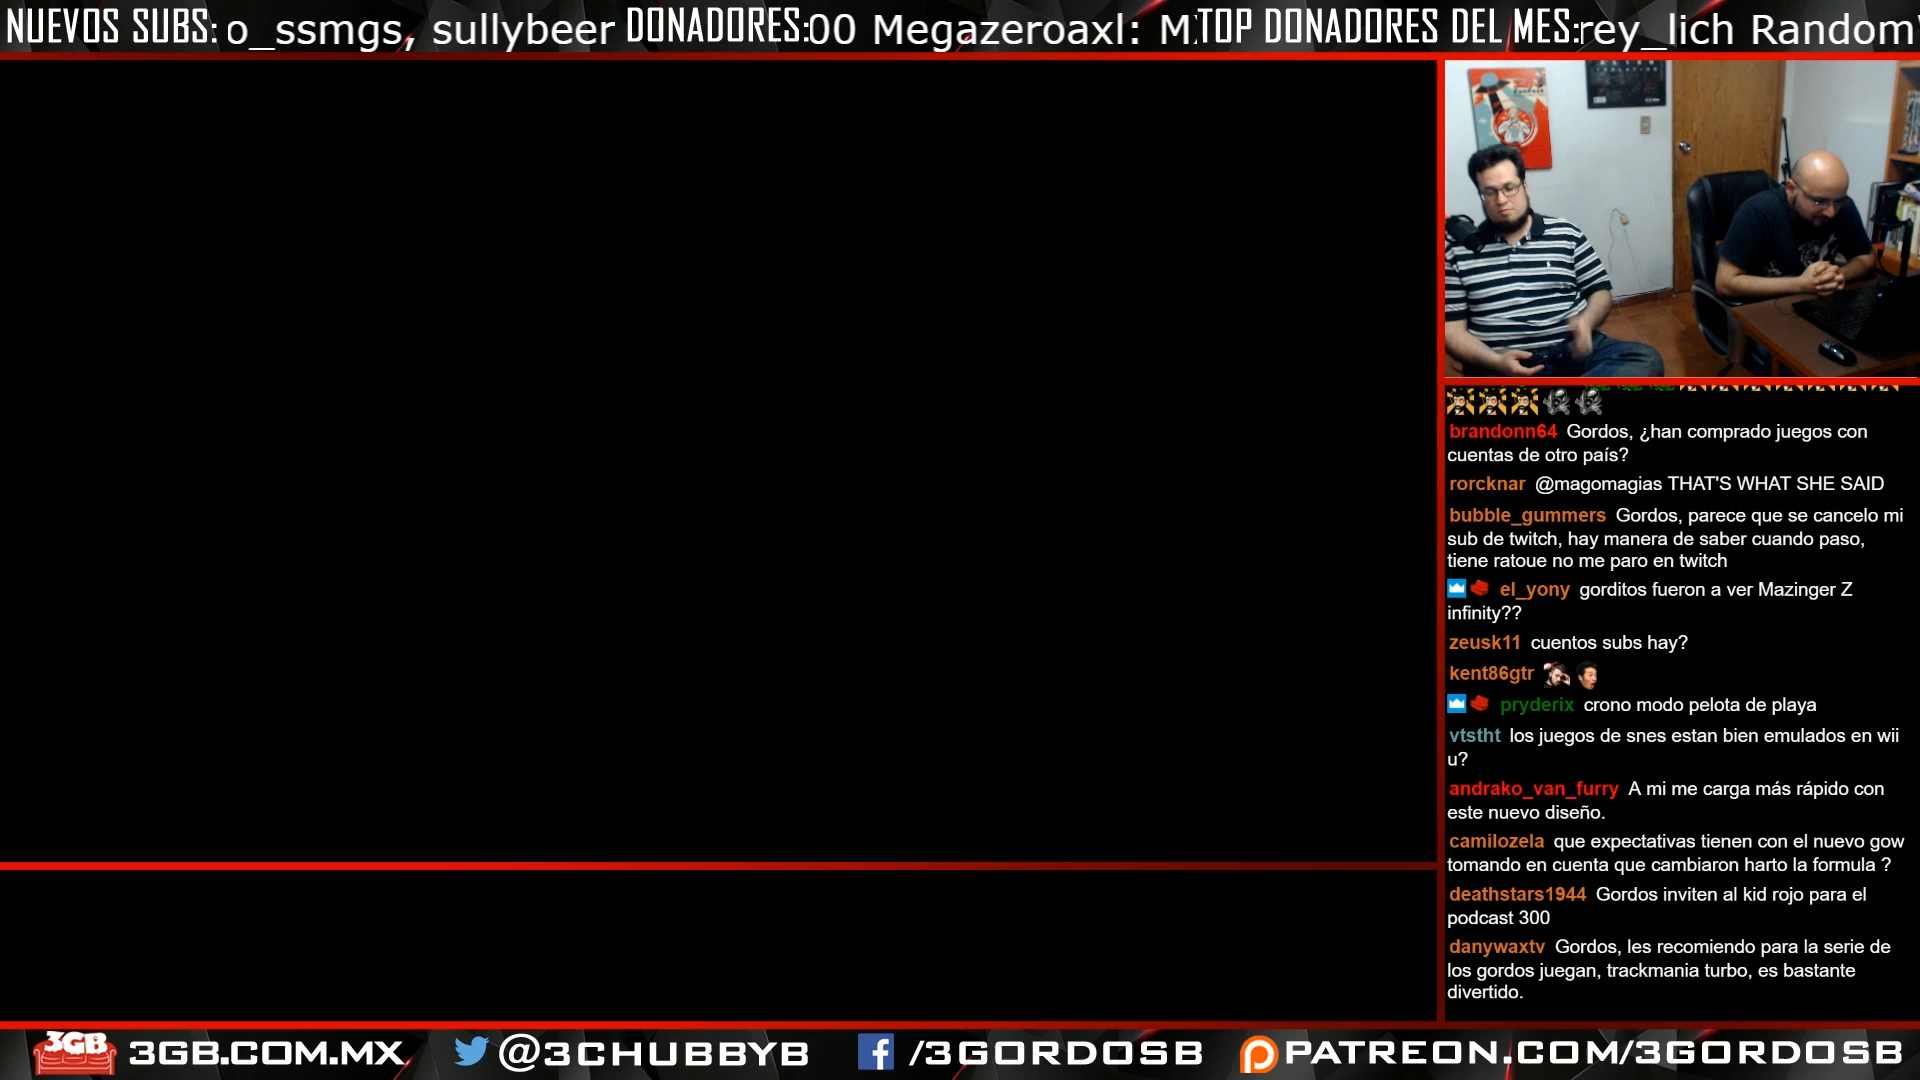 NUEVOS SUBS: o_ssmgs, sullybeer DONADORES: 00 Megazeroaxl: M TOP DONADORES DEL MES: rey_lich Random
brandonn64 Gordos, ¿han comprado juegos con
cuentas de otro país?
rorcknar @magomagias THAT'S WHAT SHE SAID
bubble_gummers Gordos, parece que se cancelo mi
sub de twitch, hay manera de saber cuando paso,
tiene ratoue no me paro en twitch
el_yony gorditos fueron a ver Mazinger Z
infinity??
zeusk11 cuentos subs hay?
kent86gtr
pryderix crono modo pelota de playa
vtstht los juegos de snes estan bien emulados en wii
u?
andrako_van_furry A mi me carga más rápido con
este nuevo diseño.
camilozela que expectativas tienen con el nuevo gow
tomando en cuenta que cambiaron harto la formula ?
deathstars1944 Gordos inviten al kid rojo para el
podcast 300
danywaxtv Gordos, les recomiendo para la serie de
los gordos juegan, trackmania turbo, es bastante
divertido.
3GB 3GB.COM.MX @3CHUBBYB /3GORDOSB PATREON.COM/3GORDOSB